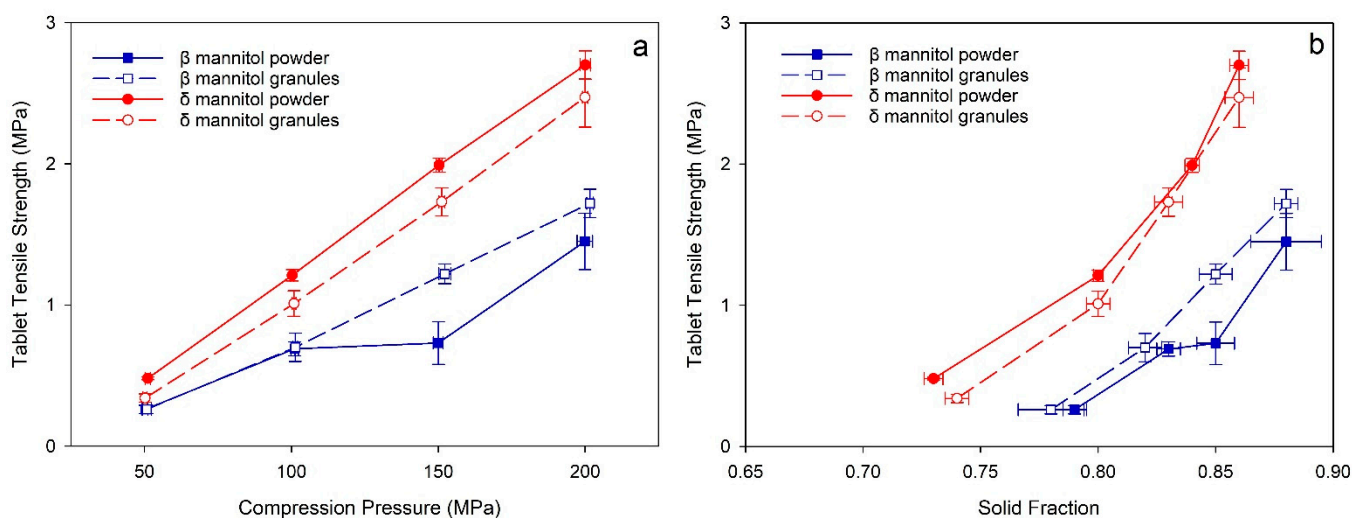 a
β mannitol powder
β mannitol granules
δ mannitol powder
δ mannitol granules
Tablet Tensile Strength (MPa)
3
2
1
0
50 100 150 200
Compression Pressure (MPa)
b
β mannitol powder
β mannitol granules
δ mannitol powder
δ mannitol granules
Tablet Tensile Strength (MPa)
3
2
1
0
0.65 0.70 0.75 0.80 0.85 0.90
Solid Fraction